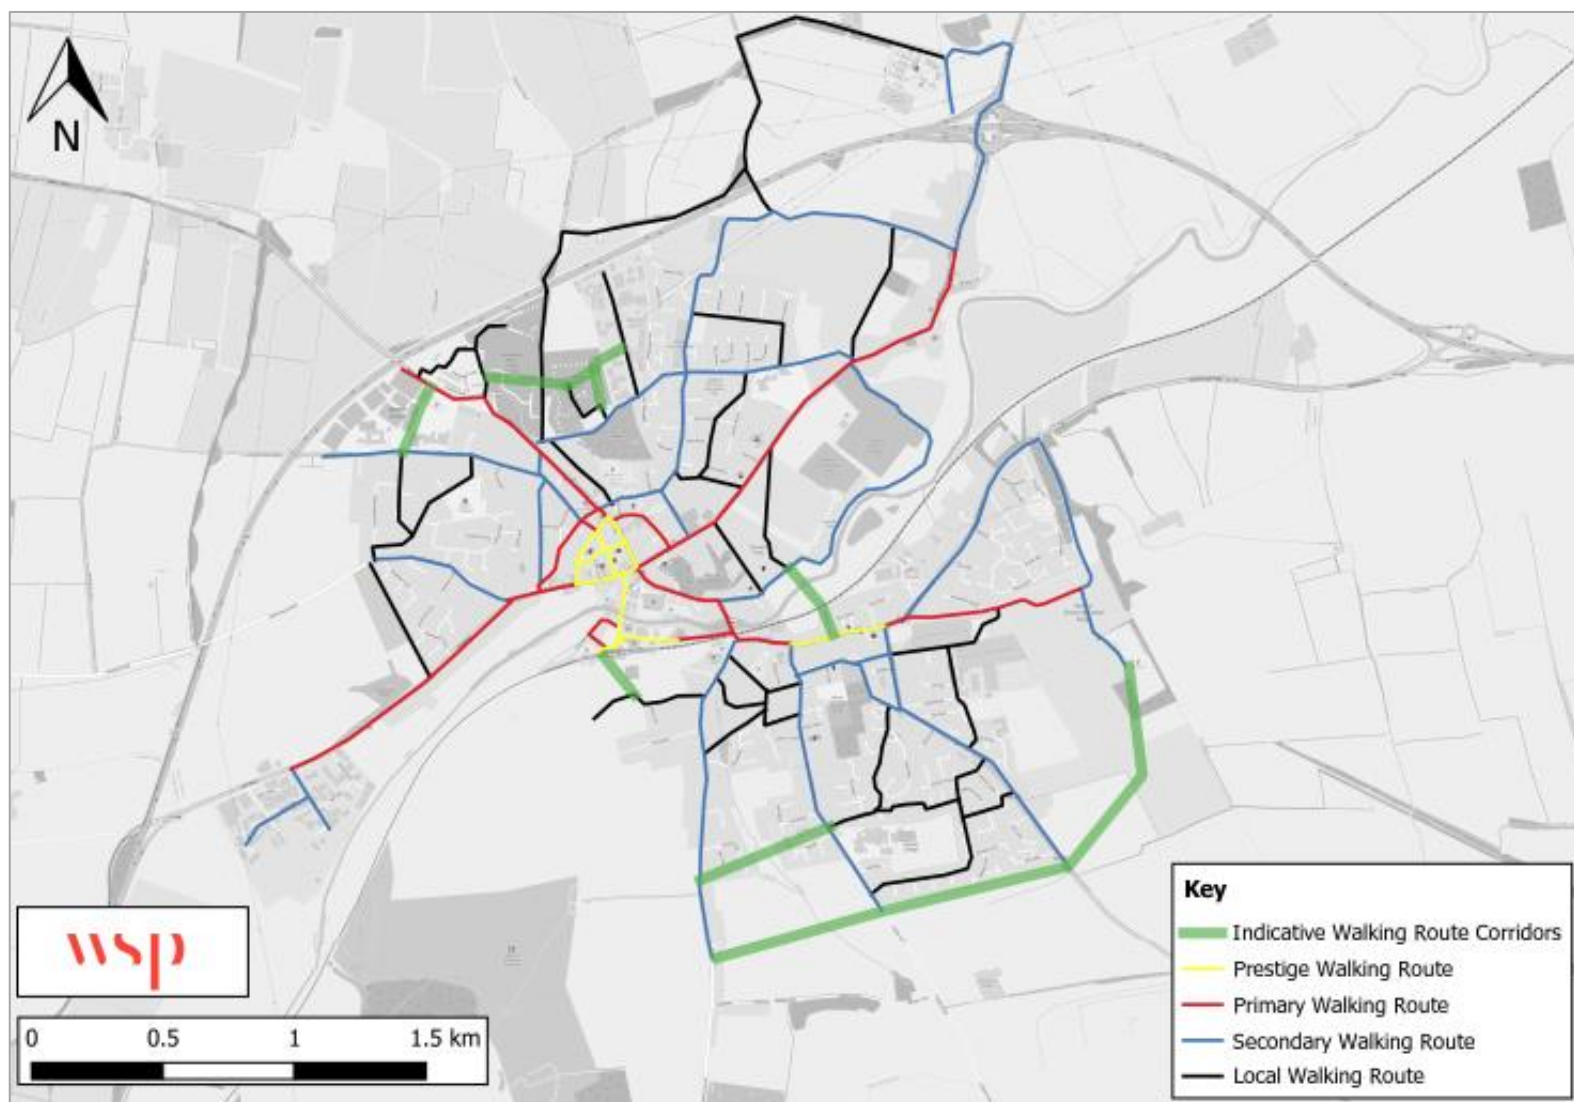 N
wsp
0 0.5 1 1.5 km
Key
Indicative Walking Route Corridors
Prestige Walking Route
Primary Walking Route
Secondary Walking Route
Local Walking Route